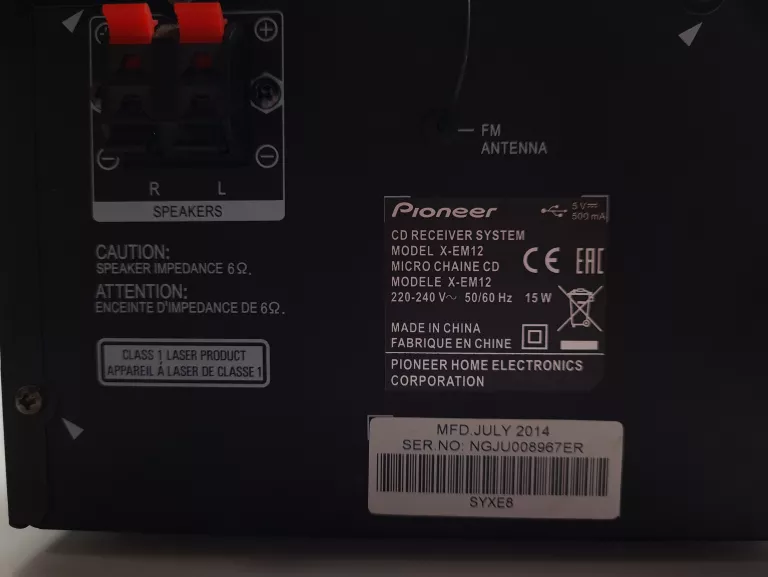 +
+
− −
R L
SPEAKERS
FM
ANTENNA
CAUTION:
SPEAKER IMPEDANCE 6Ω.
ATTENTION:
ENCEINTE D'IMPEDANCE DE 6Ω.
CLASS 1 LASER PRODUCT
APPAREIL À LASER DE CLASSE 1
Pioneer
5V⎓
500 mA
CD RECEIVER SYSTEM
MODEL X-EM12
MICRO CHAINE CD
MODELE X-EM12
220-240 V~ 50/60 Hz 15 W
CE EAC
MADE IN CHINA
FABRIQUE EN CHINE
PIONEER HOME ELECTRONICS
CORPORATION
MFD.JULY 2014
SER.NO: NGJU008967ER
SYXE8